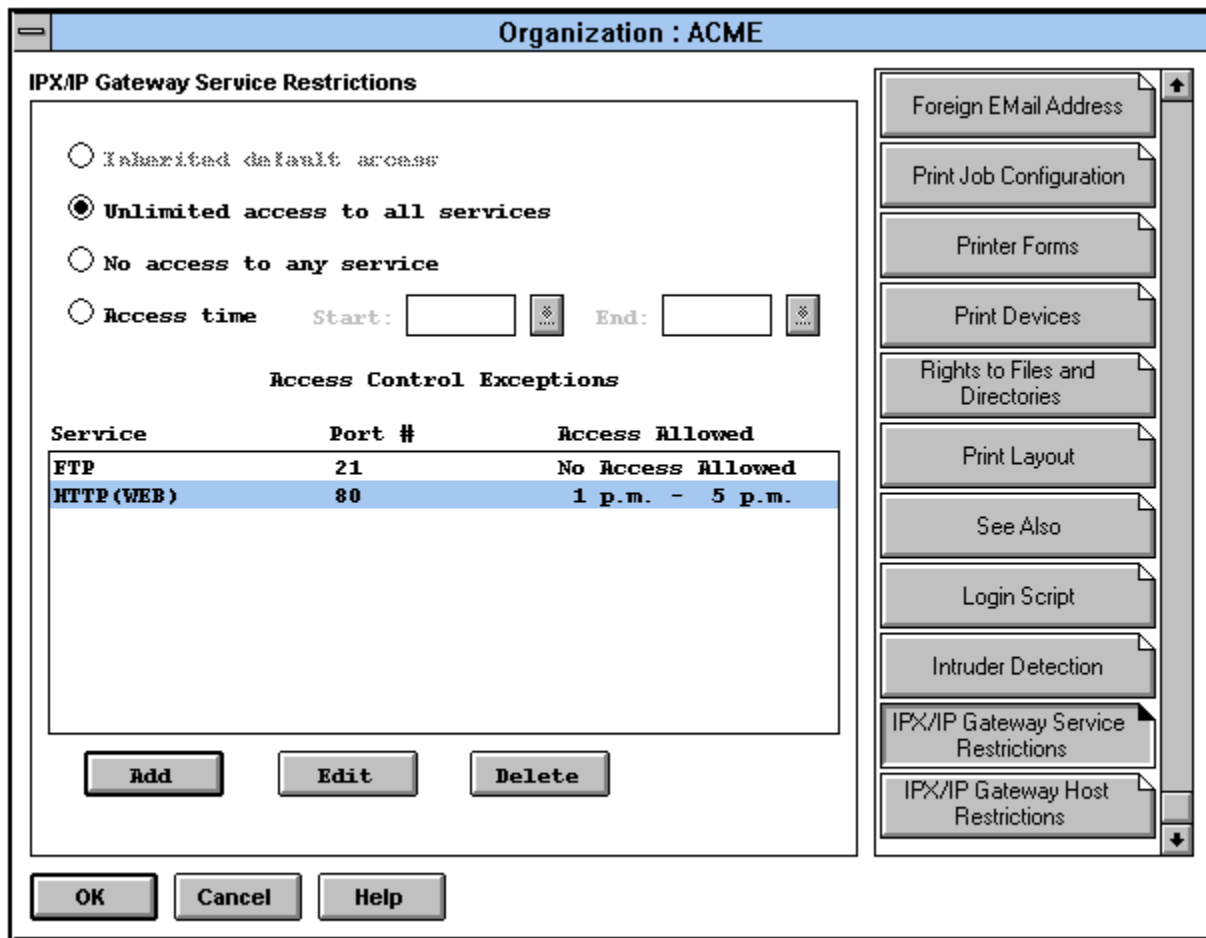 Organization : ACME
IPX/IP Gateway Service Restrictions
Inherited default access
Unlimited access to all services
No access to any service
Access time Start: End:
Access Control Exceptions
Service Port # Access Allowed
FTP 21 No Access Allowed
HTTP(WEB) 80 1 p.m. - 5 p.m.
Add Edit Delete
OK Cancel Help
Foreign EMail Address
Print Job Configuration
Printer Forms
Print Devices
Rights to Files and
Directories
Print Layout
See Also
Login Script
Intruder Detection
IPX/IP Gateway Service
Restrictions
IPX/IP Gateway Host
Restrictions